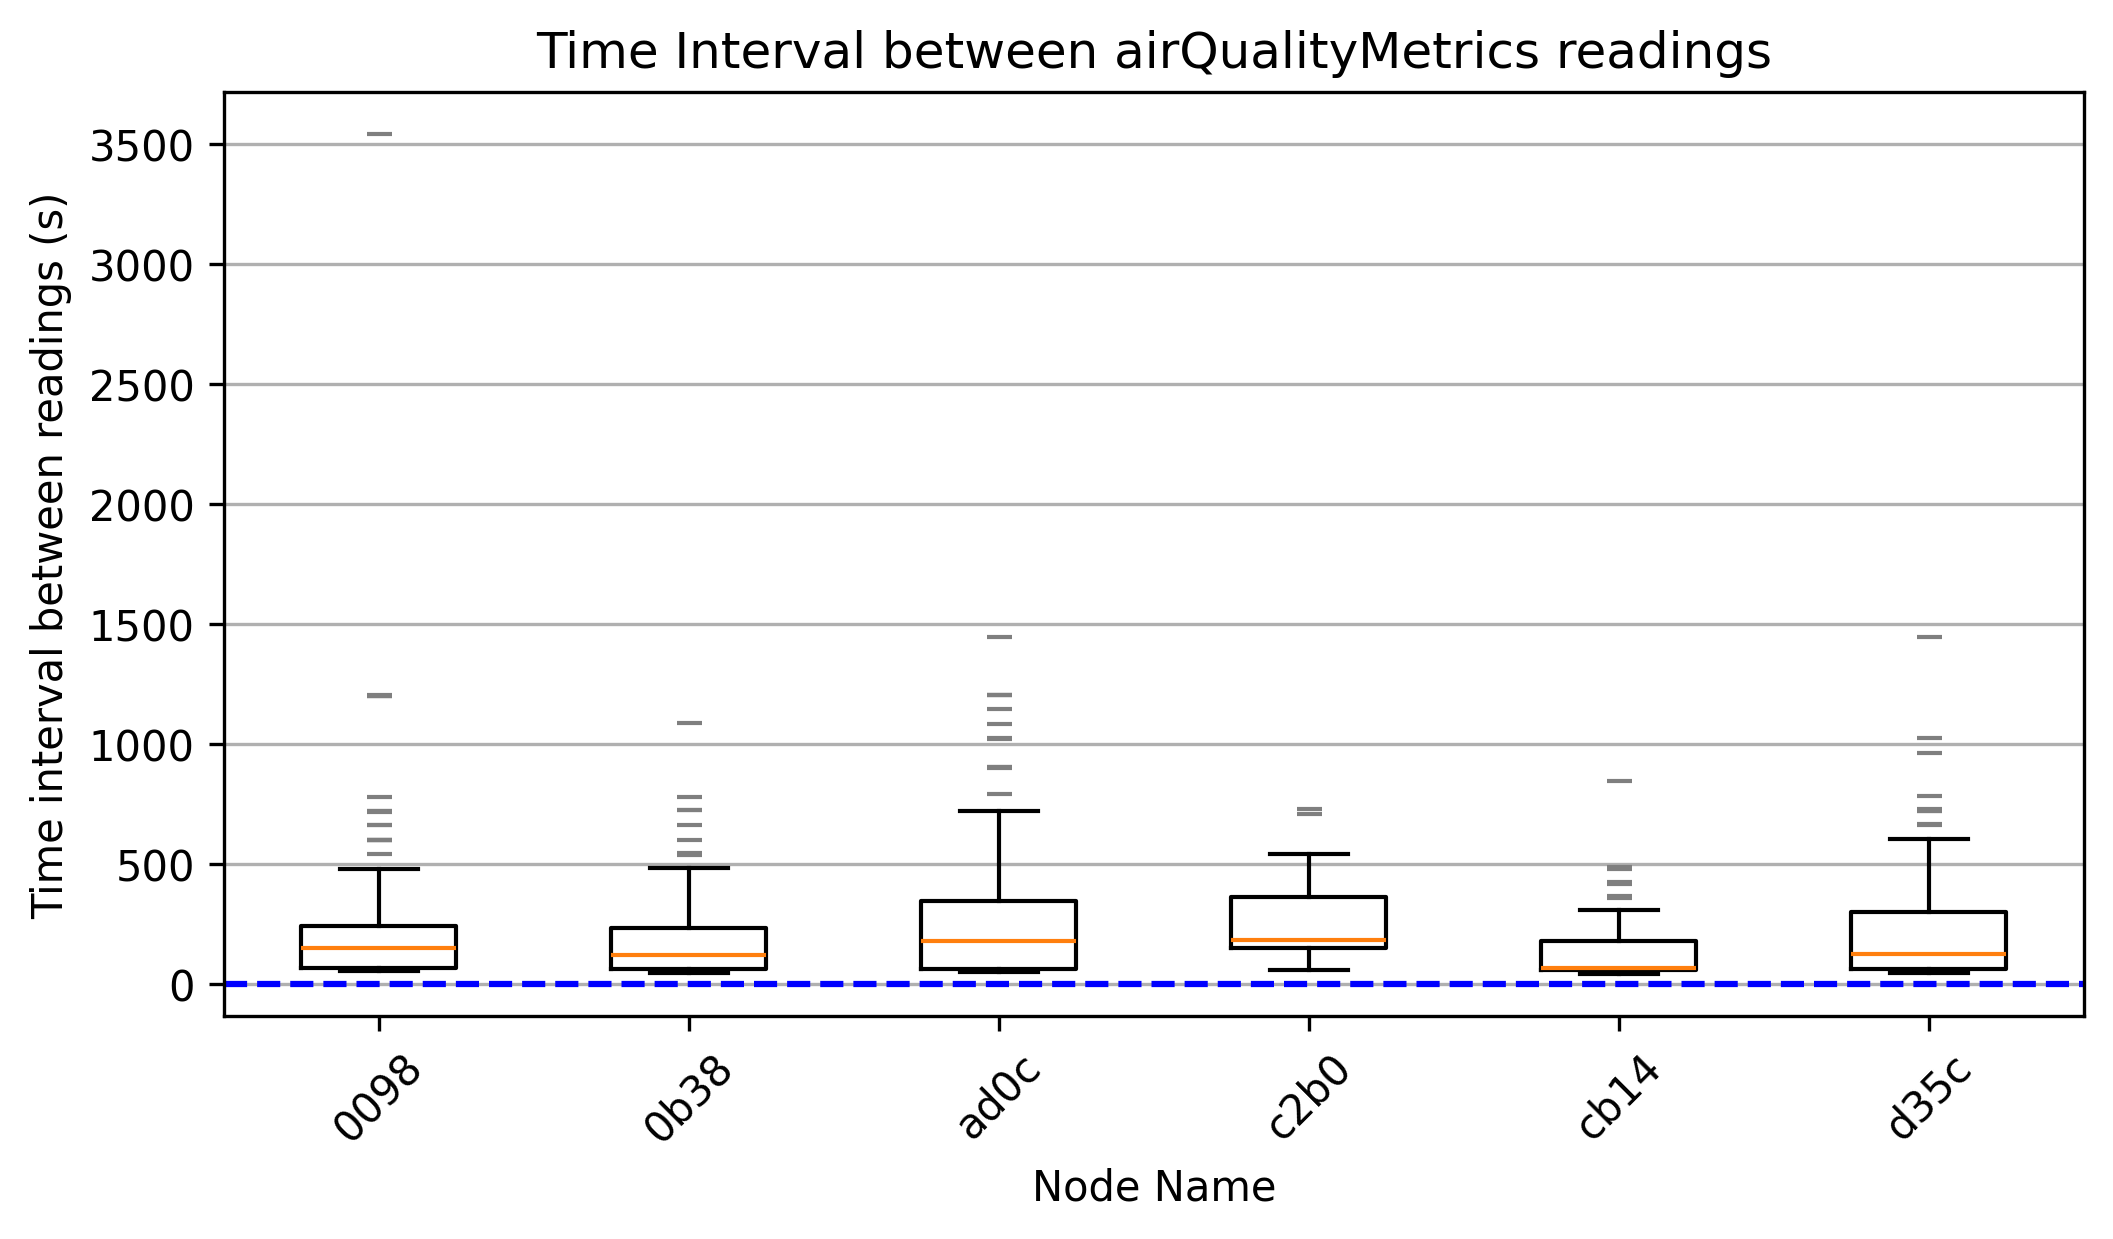 Time Interval between airQualityMetrics readings
Time interval between readings (s)
3500
3000
2500
2000
1500
1000
500
0
0098
0b38
ad0c
c2b0
cb14
d35c
Node Name